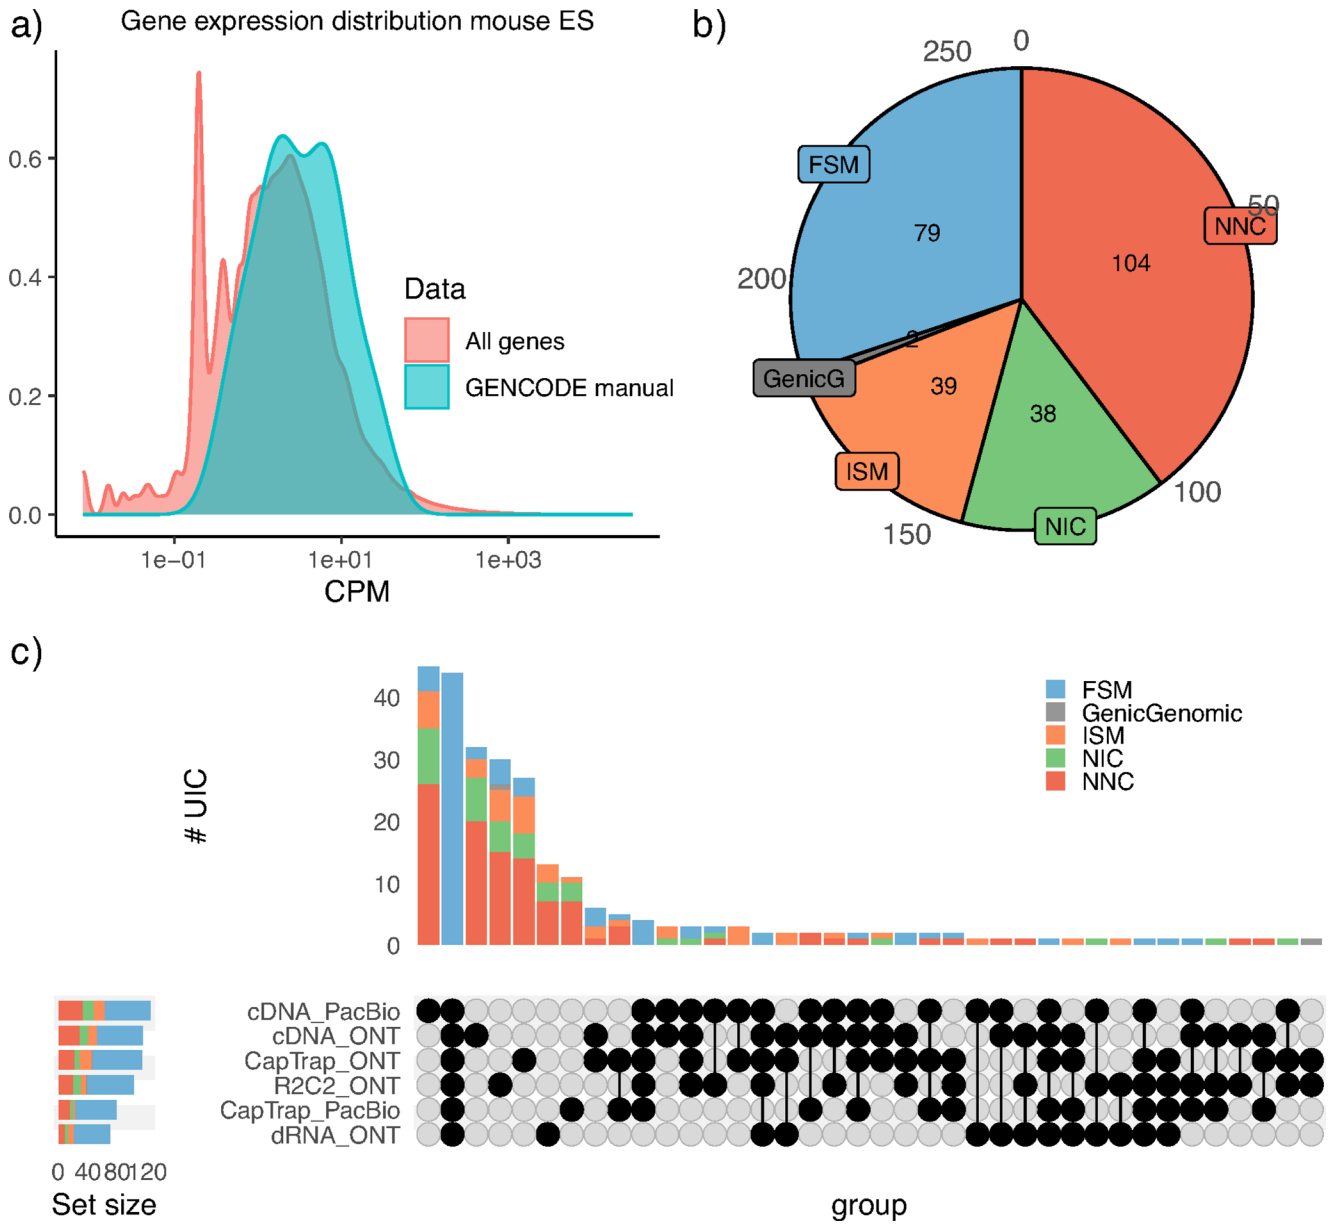 a)
Gene expression distribution mouse ES
0.6
0.4
0.2
0.0
1e−01
1e+01
1e+03
CPM
Data
All genes
GENCODE manual
b)
0
50
100
150
200
250
FSM
NNC
GenicG
ISM
NIC
79
104
2
39
38
c)
# UIC
40
30
20
10
0
FSM
GenicGenomic
ISM
NIC
NNC
cDNA_PacBio
cDNA_ONT
CapTrap_ONT
R2C2_ONT
CapTrap_PacBio
dRNA_ONT
0 40 80 120
Set size
group